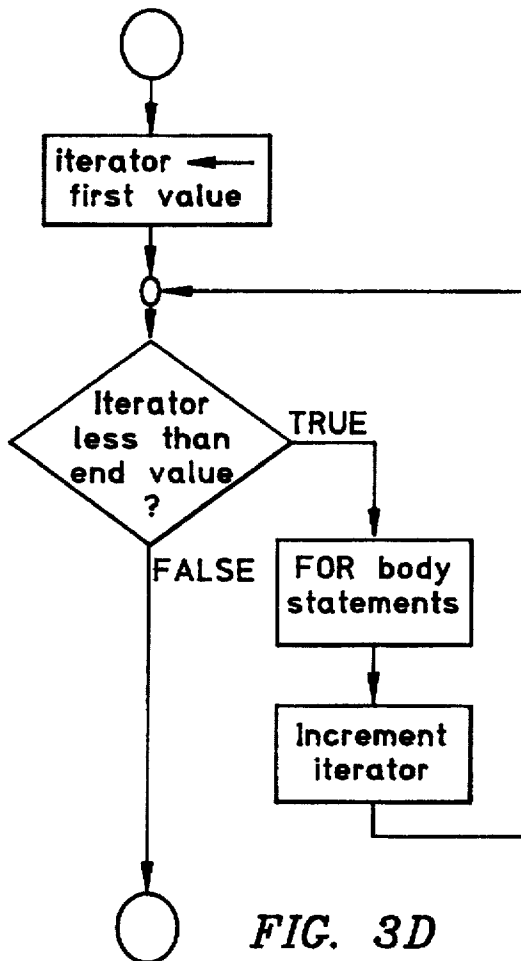 iterator ←
first value
Iterator
less than
end value
?
TRUE
FALSE
FOR body
statements
Increment
iterator
FIG. 3D